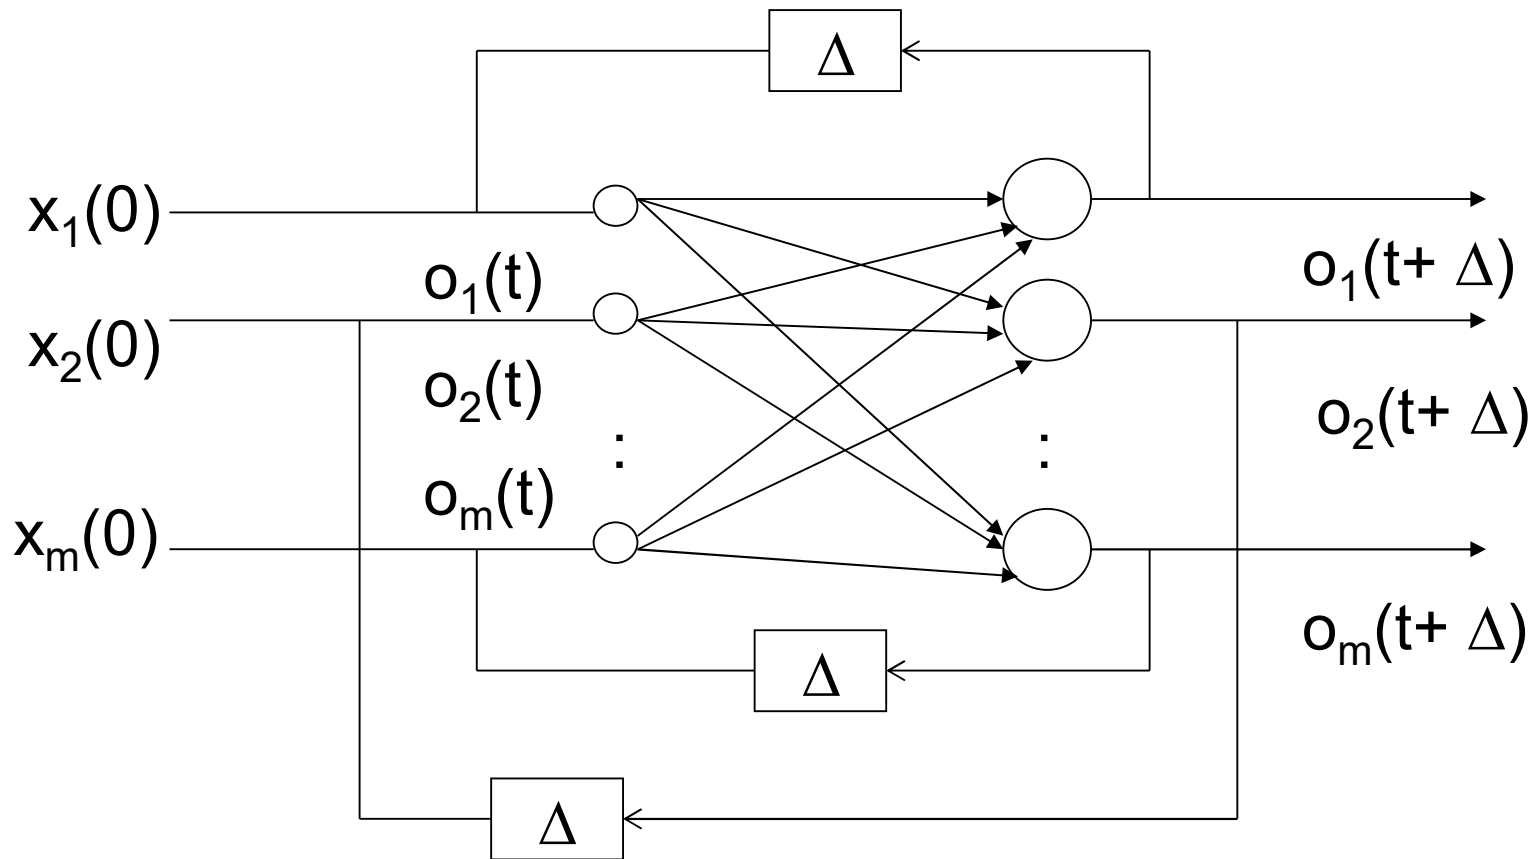 Δ
x₁(0)
o₁(t)
o₁(t+ Δ)
x₂(0)
o₂(t)
o₂(t+ Δ)
:
:
oₘ(t)
xₘ(0)
oₘ(t+ Δ)
Δ
Δ